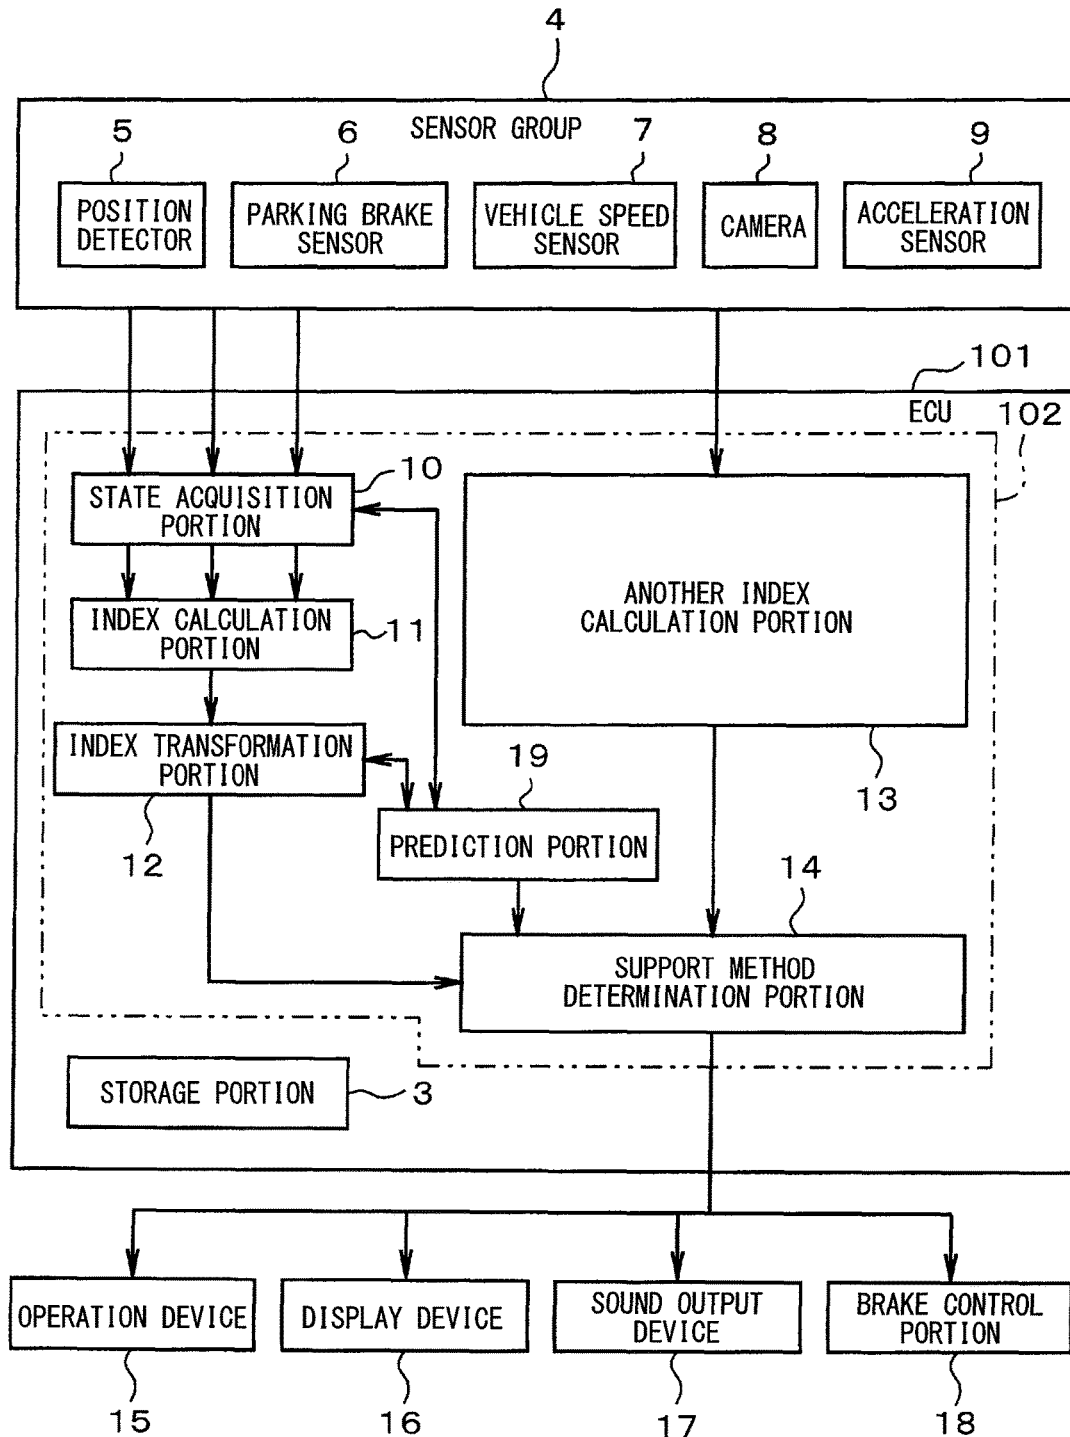 4
SENSOR GROUP
5
6
7
8
9
POSITION
DETECTOR
PARKING BRAKE
SENSOR
VEHICLE SPEED
SENSOR
CAMERA
ACCELERATION
SENSOR
101
ECU
102
10
STATE ACQUISITION
PORTION
INDEX CALCULATION
PORTION
11
ANOTHER INDEX
CALCULATION PORTION
INDEX TRANSFORMATION
PORTION
12
19
13
PREDICTION PORTION
14
SUPPORT METHOD
DETERMINATION PORTION
STORAGE PORTION
3
OPERATION DEVICE
DISPLAY DEVICE
SOUND OUTPUT
DEVICE
BRAKE CONTROL
PORTION
15
16
17
18